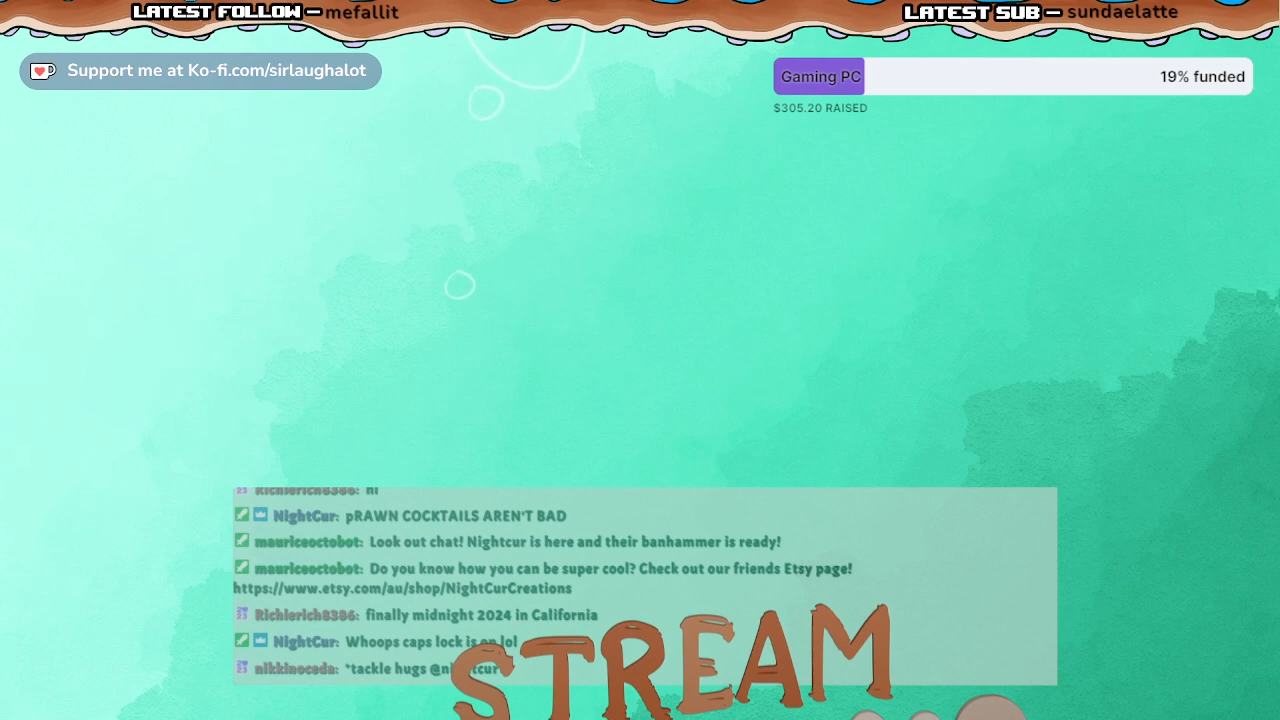 LATEST FOLLOW – mefallit
LATEST SUB – sundaelatte
Support me at Ko-fi.com/sirlaughalot
Gaming PC
19% funded
$305.20 RAISED
Richierich8386: hi
NightCur: pRAWN COCKTAILS AREN'T BAD
mauriceoctobot: Look out chat! Nightcur is here and their banhammer is ready!
mauriceoctobot: Do you know how you can be super cool? Check out our friends Etsy page!
https://www.etsy.com/au/shop/NightCurCreations
Richierich8386: finally midnight 2024 in California
NightCur: Whoops caps lock is on lol
nikkinoceda: *tackle hugs @nightcur
STREAM